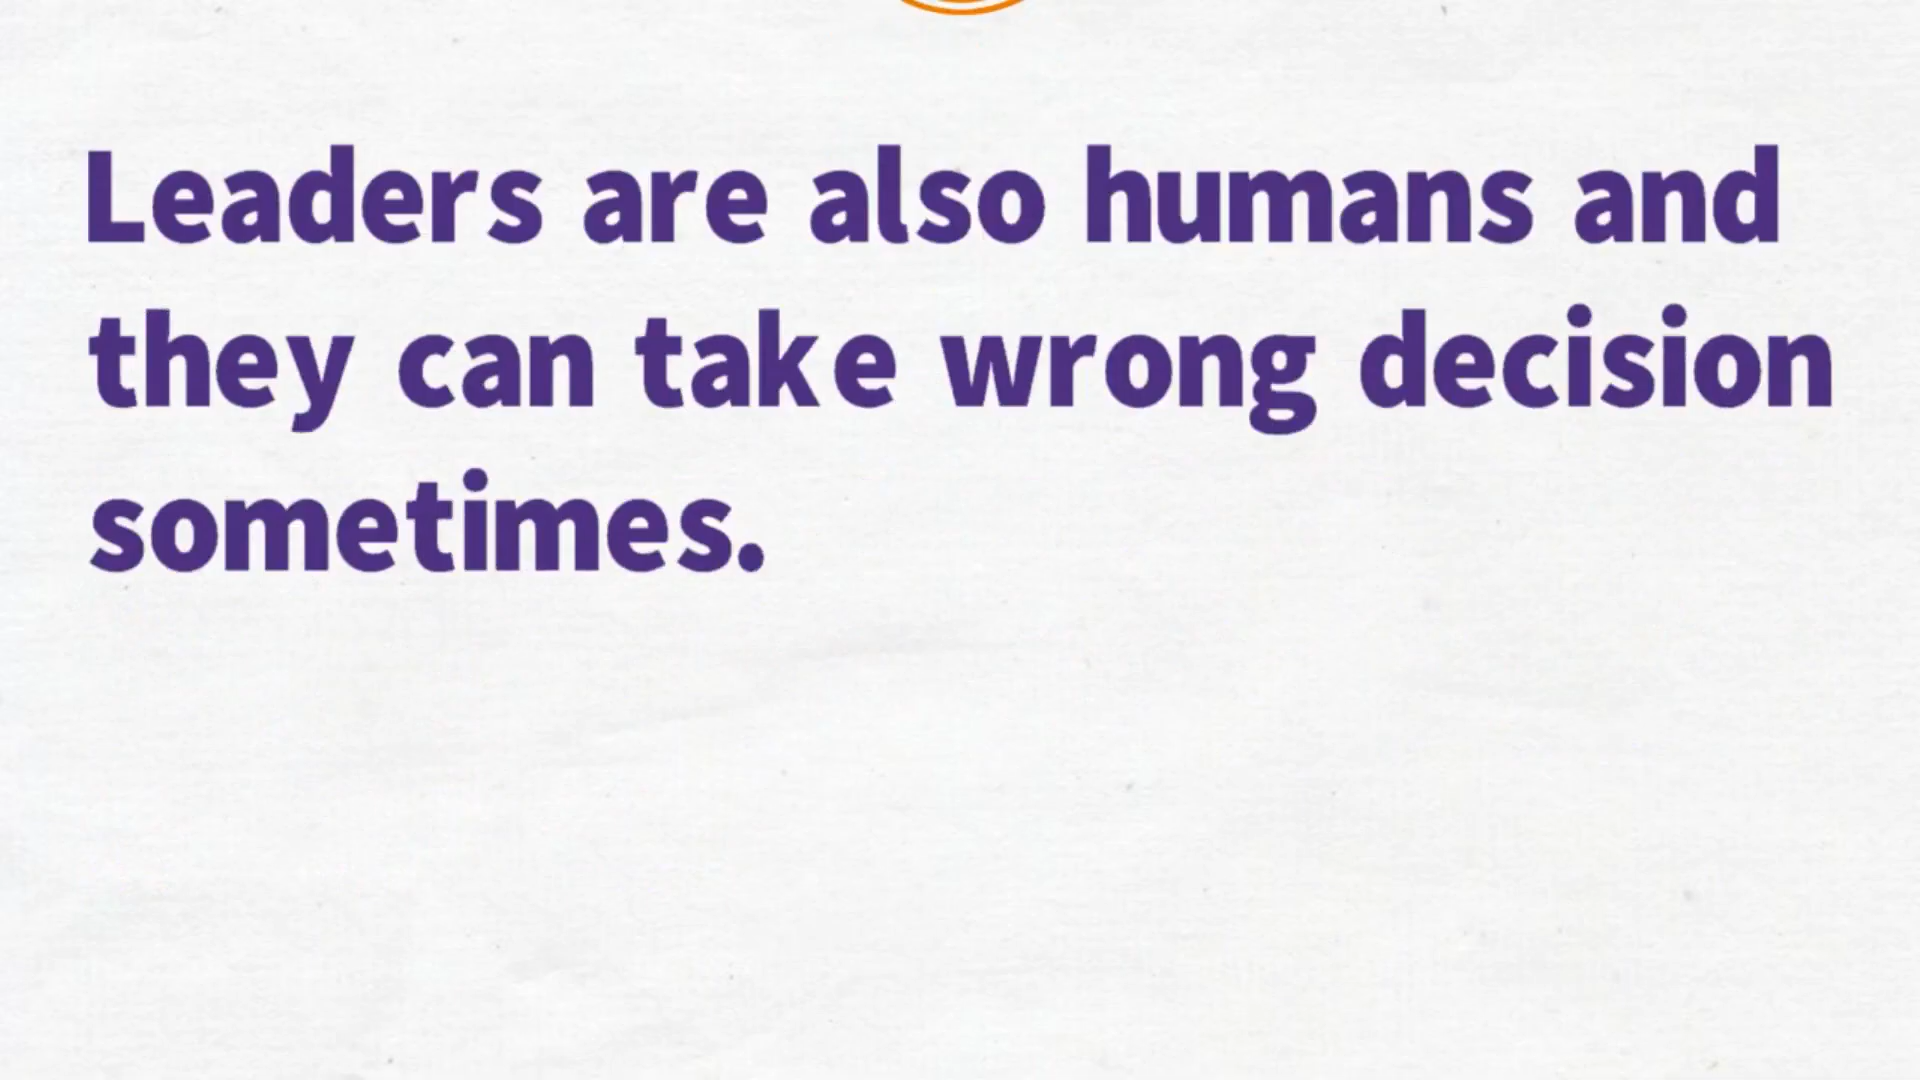 Leaders are also humans and
they can take wrong decision
sometimes.